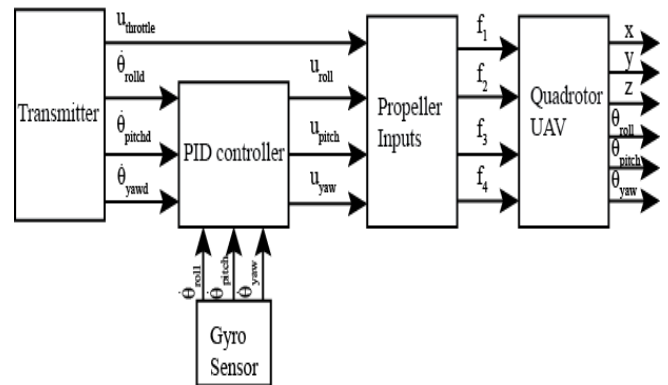 Transmitter
u_throttle
θ̇_rolld
θ̇_pitchd
θ̇_yawd
PID controller
u_roll
u_pitch
u_yaw
Propeller
Inputs
f_1
f_2
f_3
f_4
Quadrotor
UAV
x
y
z
θ_roll
θ_pitch
θ_yaw
θ̇_roll
θ̇_pitch
θ̇_yaw
Gyro
Sensor